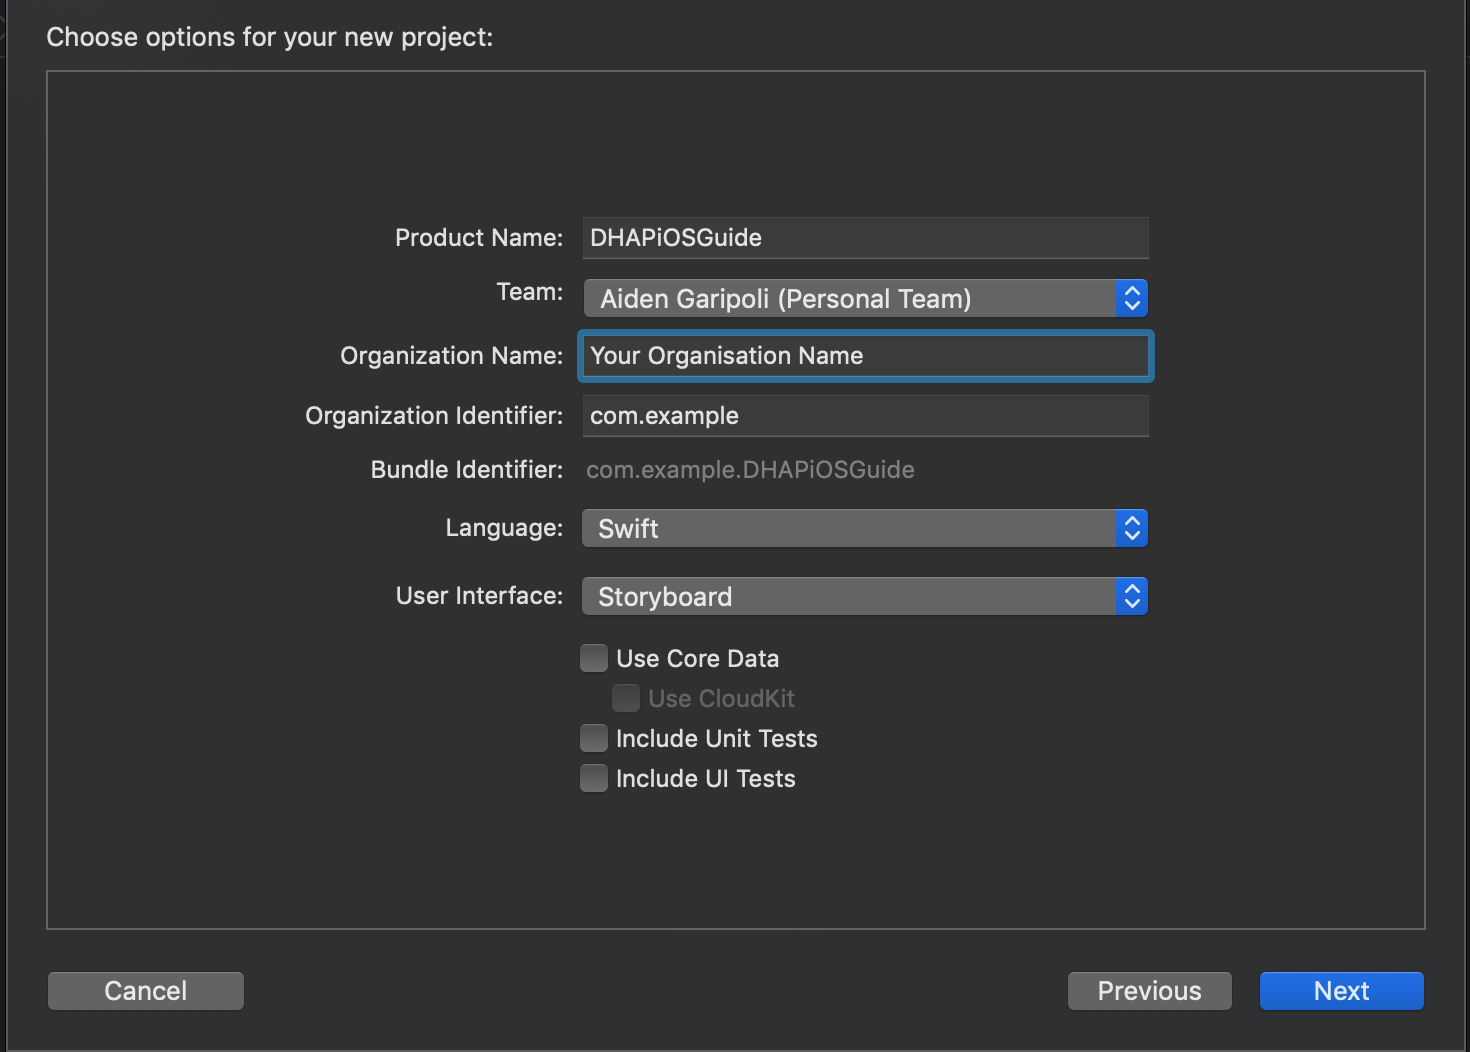 Choose options for your new project:
Product Name: DHAPiOSGuide
Team: Aiden Garipoli (Personal Team)
Organization Name: Your Organisation Name
Organization Identifier: com.example
Bundle Identifier: com.example.DHAPiOSGuide
Language: Swift
User Interface: Storyboard
Use Core Data
Use CloudKit
Include Unit Tests
Include UI Tests
Cancel Previous Next